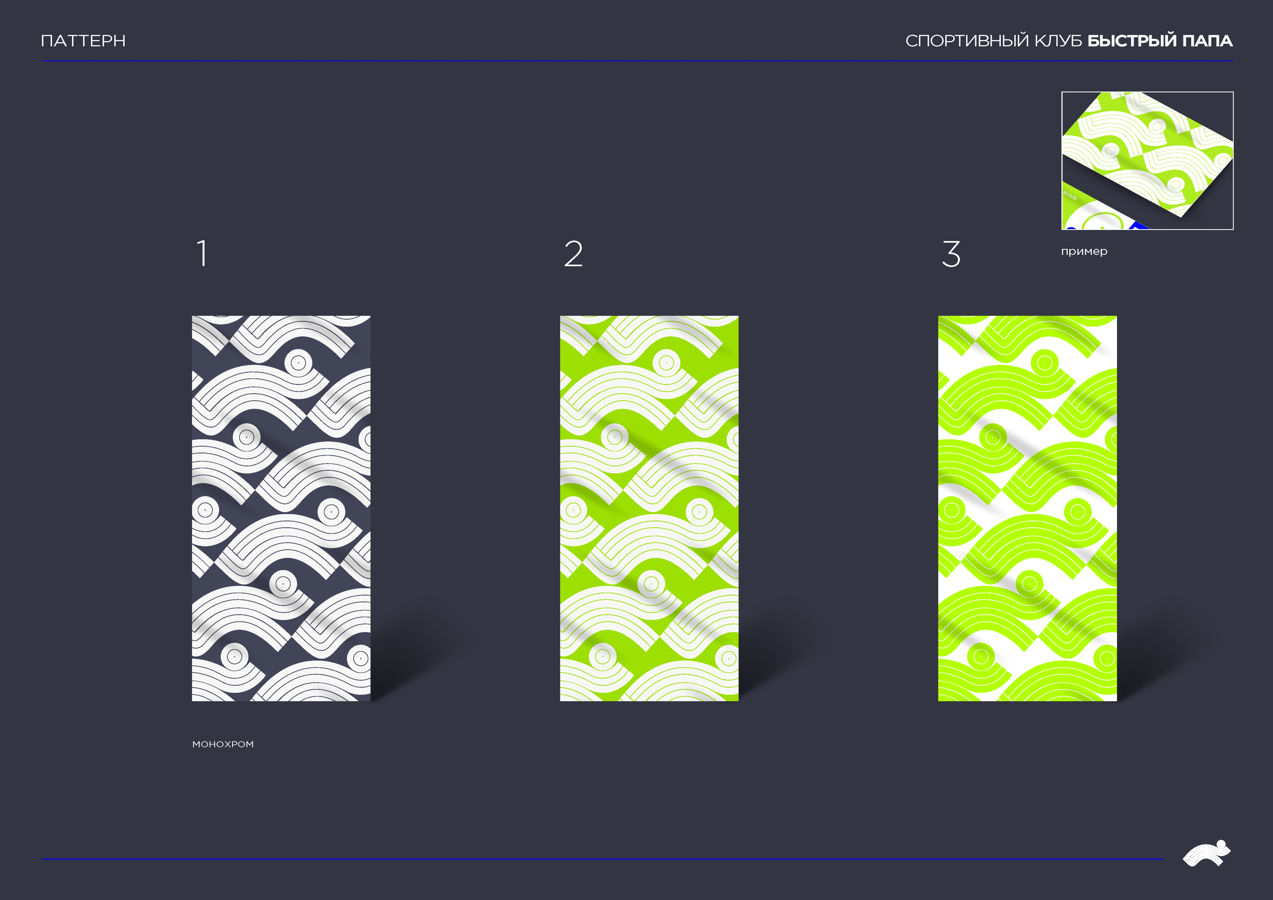 ПАТТЕРН
СПОРТИВНЫЙ КЛУБ БЫСТРЫЙ ПАПА
1
2
3
пример
монохром